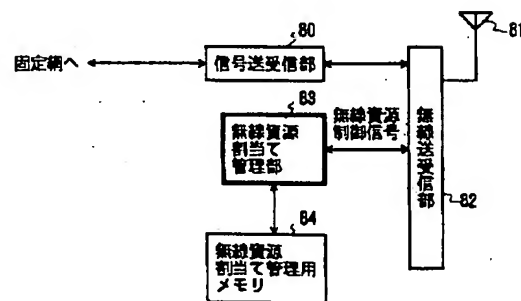 80
81
固定網へ
信号送受信部
83
無線資源
割当て
管理部
無線資源
制御信号
無線送受信部
82
84
無線資源
割当て管理用
メモリ